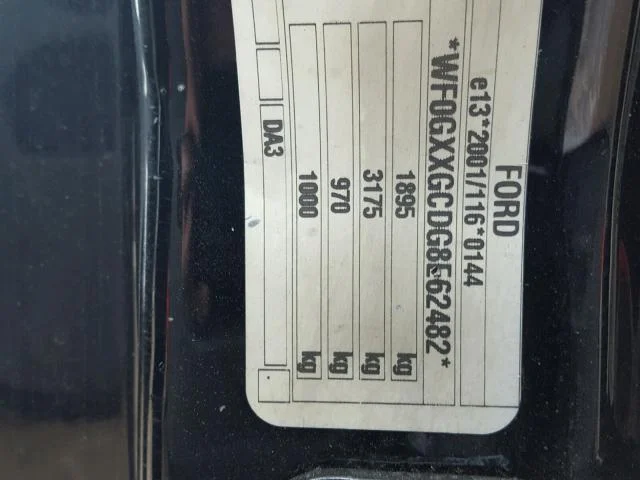 FORD
e13*2001/116*0144
*WF0GXXGCDG8E62482*
1895 kg
3175 kg
970 kg
1000 kg
DA3